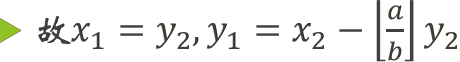 故x₁ = y₂, y₁ = x₂ − ⌊a/b⌋ y₂